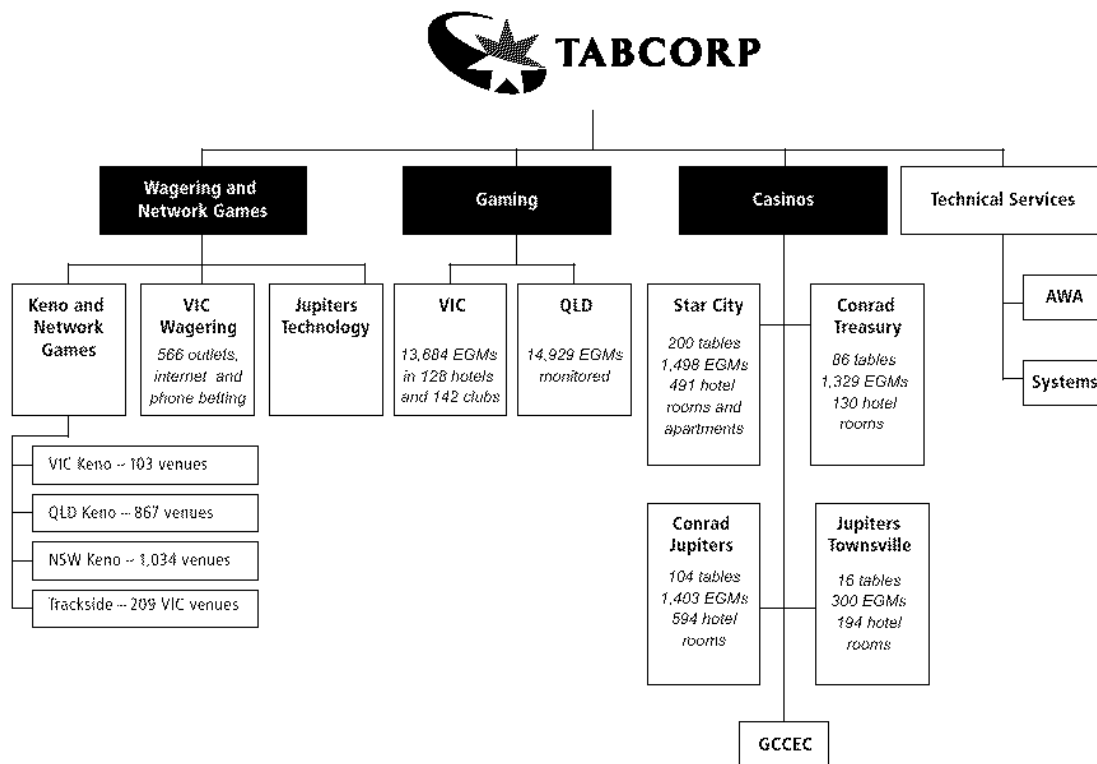 TABCORP
Wagering and
Network Games
Gaming
Casinos
Technical Services
Keno and
Network
Games
VIC
Wagering
566 outlets,
internet and
phone betting
Jupiters
Technology
VIC
13,684 EGMs
in 128 hotels
and 142 clubs
QLD
14,929 EGMs
monitored
Star City
200 tables
1,498 EGMs
491 hotel
rooms and
apartments
Conrad
Treasury
86 tables
1,329 EGMs
130 hotel
rooms
AWA
Systems
VIC Keno – 103 venues
QLD Keno – 867 venues
NSW Keno – 1,034 venues
Trackside – 209 VIC venues
Conrad
Jupiters
104 tables
1,403 EGMs
594 hotel
rooms
Jupiters
Townsville
16 tables
300 EGMs
194 hotel
rooms
GCCEC